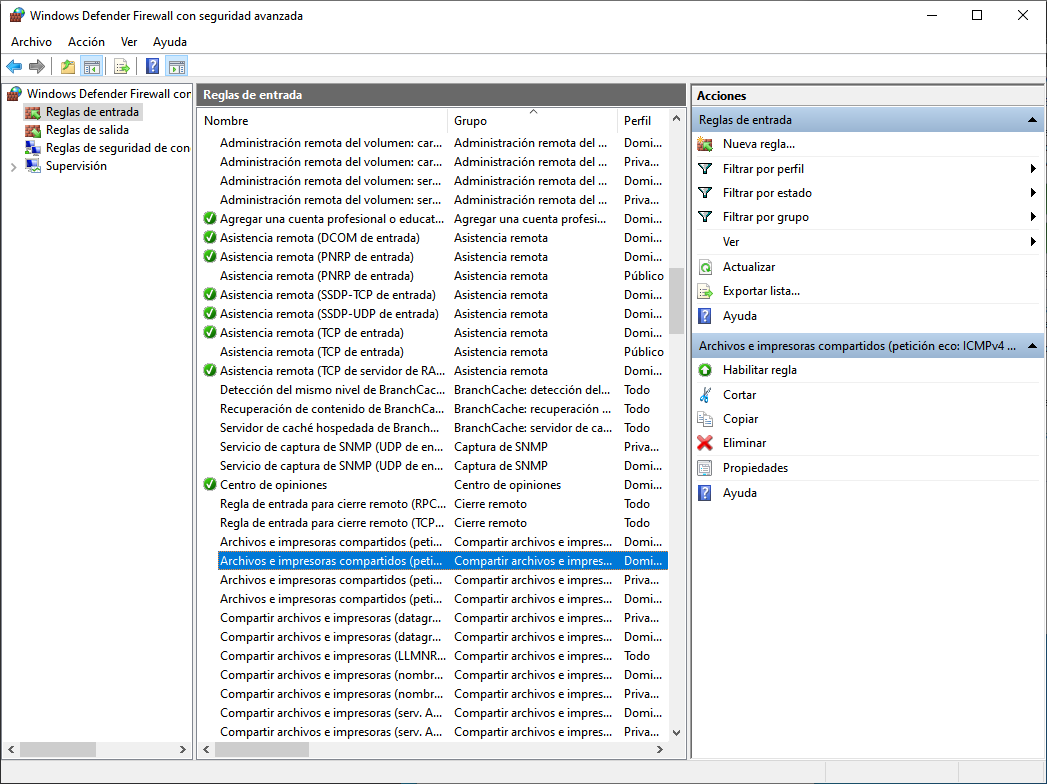 Windows Defender Firewall con seguridad avanzada
Archivo Acción Ver Ayuda
Windows Defender Firewall con
Reglas de entrada
Reglas de salida
Reglas de seguridad de con
Supervisión
Reglas de entrada
Nombre Grupo Perfil
Administración remota del volumen: car... Administración remota del ... Domi...
Administración remota del volumen: car... Administración remota del ... Priva...
Administración remota del volumen: ser... Administración remota del ... Domi...
Administración remota del volumen: ser... Administración remota del ... Priva...
Agregar una cuenta profesional o educat... Agregar una cuenta profesi... Domi...
Asistencia remota (DCOM de entrada) Asistencia remota Domi...
Asistencia remota (PNRP de entrada) Asistencia remota Domi...
Asistencia remota (PNRP de entrada) Asistencia remota Público
Asistencia remota (SSDP-TCP de entrada) Asistencia remota Domi...
Asistencia remota (SSDP-UDP de entrada) Asistencia remota Domi...
Asistencia remota (TCP de entrada) Asistencia remota Domi...
Asistencia remota (TCP de entrada) Asistencia remota Público
Asistencia remota (TCP de servidor de RA... Asistencia remota Domi...
Detección del mismo nivel de BranchCac... BranchCache: detección del... Todo
Recuperación de contenido de BranchCa... BranchCache: recuperación ... Todo
Servidor de caché hospedada de Branch... BranchCache: servidor de ca... Todo
Servicio de captura de SNMP (UDP de en... Captura de SNMP Priva...
Servicio de captura de SNMP (UDP de en... Captura de SNMP Domi...
Centro de opiniones Centro de opiniones Domi...
Regla de entrada para cierre remoto (RPC... Cierre remoto Todo
Regla de entrada para cierre remoto (TCP... Cierre remoto Todo
Archivos e impresoras compartidos (peti... Compartir archivos e impres... Domi...
Archivos e impresoras compartidos (peti... Compartir archivos e impres... Domi...
Archivos e impresoras compartidos (peti... Compartir archivos e impres... Priva...
Archivos e impresoras compartidos (peti... Compartir archivos e impres... Domi...
Compartir archivos e impresoras (datagr... Compartir archivos e impres... Priva...
Compartir archivos e impresoras (datagr... Compartir archivos e impres... Domi...
Compartir archivos e impresoras (LLMNR... Compartir archivos e impres... Todo
Compartir archivos e impresoras (nombr... Compartir archivos e impres... Domi...
Compartir archivos e impresoras (nombr... Compartir archivos e impres... Priva...
Compartir archivos e impresoras (serv. A... Compartir archivos e impres... Domi...
Compartir archivos e impresoras (serv. A... Compartir archivos e impres... Priva...
Acciones
Reglas de entrada
Nueva regla...
Filtrar por perfil
Filtrar por estado
Filtrar por grupo
Ver
Actualizar
Exportar lista...
Ayuda
Archivos e impresoras compartidos (petición eco: ICMPv4 ...
Habilitar regla
Cortar
Copiar
Eliminar
Propiedades
Ayuda